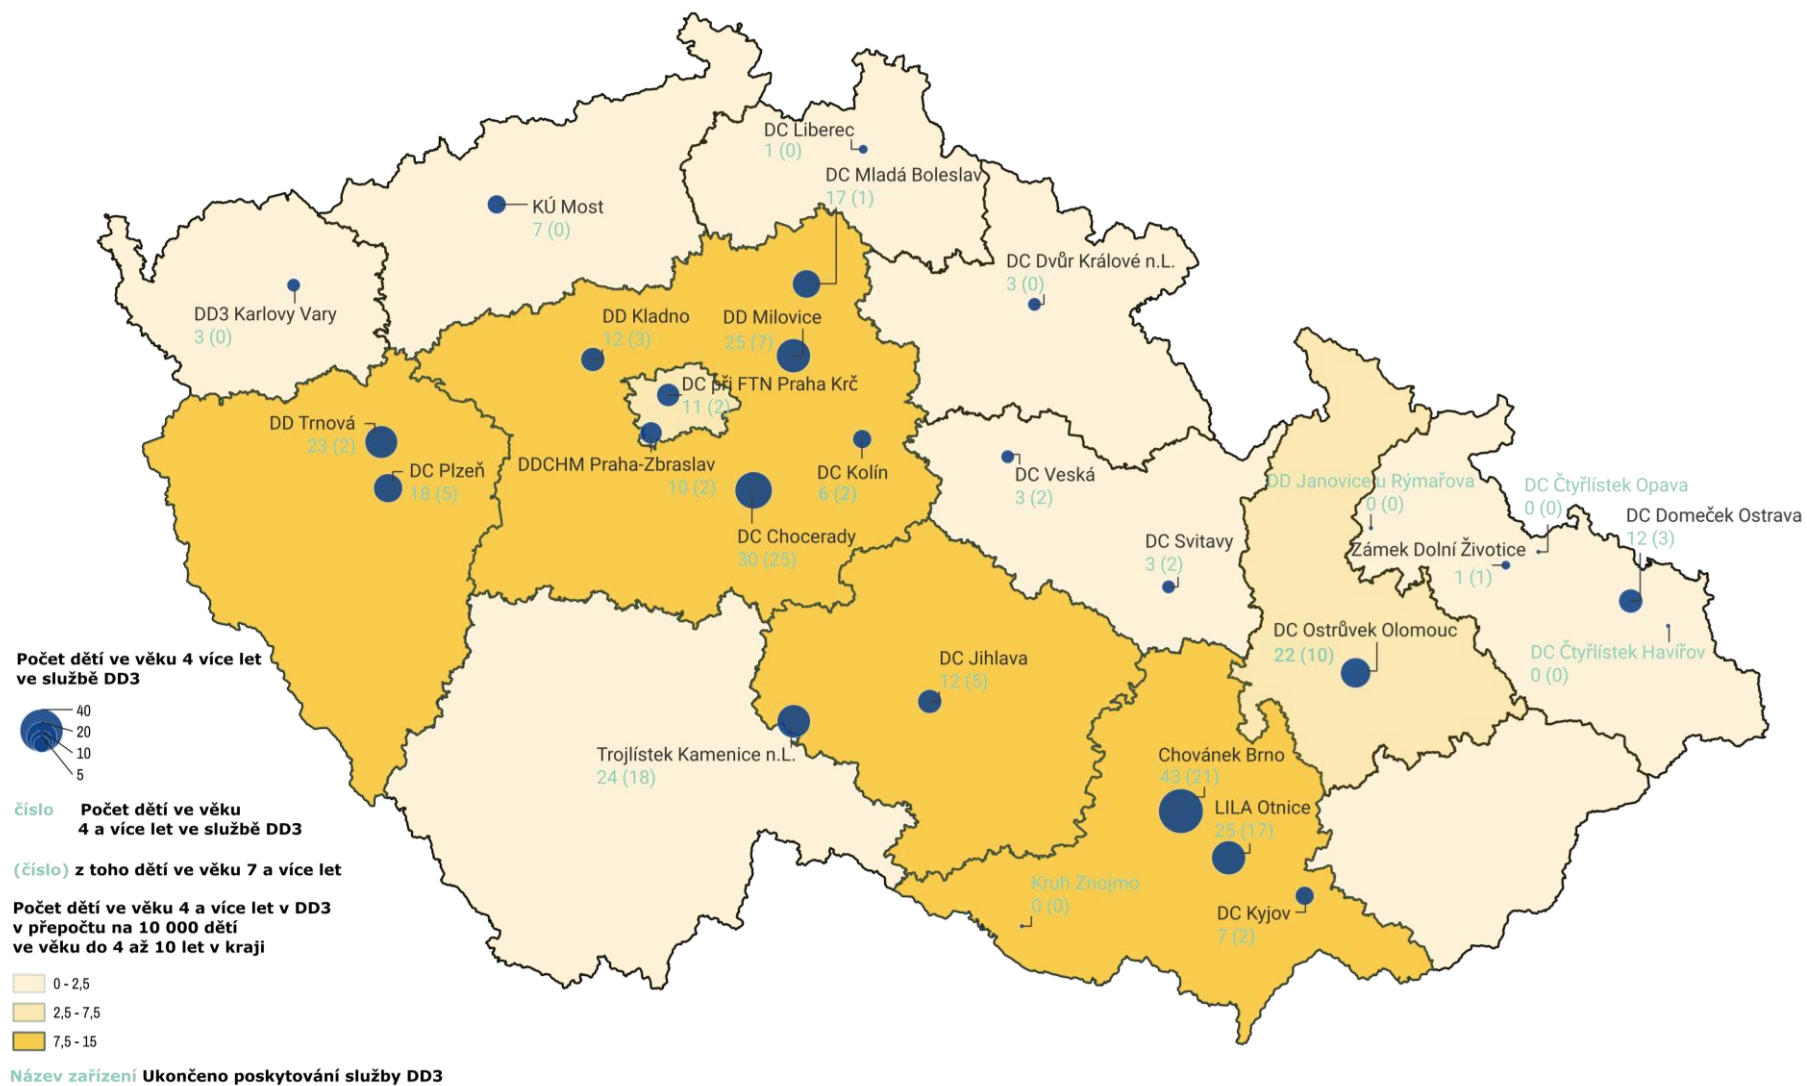 DC Liberec
1 (0)
DC Mladá Boleslav
17 (1)
KÚ Most
7 (0)
DC Dvůr Králové n.L.
3 (0)
DD3 Karlovy Vary
3 (0)
DD Kladno
12 (3)
DD Milovice
25 (7)
DC při FTN Praha Krč
11 (2)
DD Trnová
23 (2)
DC Plzeň
18 (5)
DDCHM Praha-Zbraslav
10 (2)
DC Kolín
6 (2)
DC Veská
3 (2)
DD Janovice u Rýmařova
0 (0)
DC Čtyřlístek Opava
0 (0)
DC Domeček Ostrava
12 (3)
DC Chocerady
30 (25)
DC Svitavy
3 (2)
Zámek Dolní Životice
1 (1)
DC Ostrůvek Olomouc
22 (10)
DC Čtyřlístek Havířov
0 (0)
DC Jihlava
12 (5)
Trojlístek Kamenice n.L.
24 (18)
Chovánek Brno
43 (21)
LILA Otnice
25 (17)
Kruh Znojmo
0 (0)
DC Kyjov
7 (2)
Počet dětí ve věku 4 více let
ve službě DD3
40
20
10
5
číslo Počet dětí ve věku
4 a více let ve službě DD3
(číslo) z toho dětí ve věku 7 a více let
Počet dětí ve věku 4 a více let v DD3
v přepočtu na 10 000 dětí
ve věku do 4 až 10 let v kraji
0 - 2,5
2,5 - 7,5
7,5 - 15
Název zařízení Ukončeno poskytování služby DD3